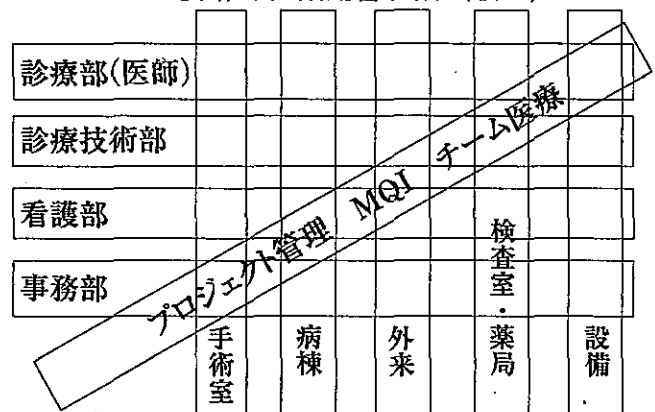 診療部(医師)
診療技術部
看護部
事務部
プロジェクト管理 MQI チーム医療
手術室
病棟
外来
検査室・薬局
設備